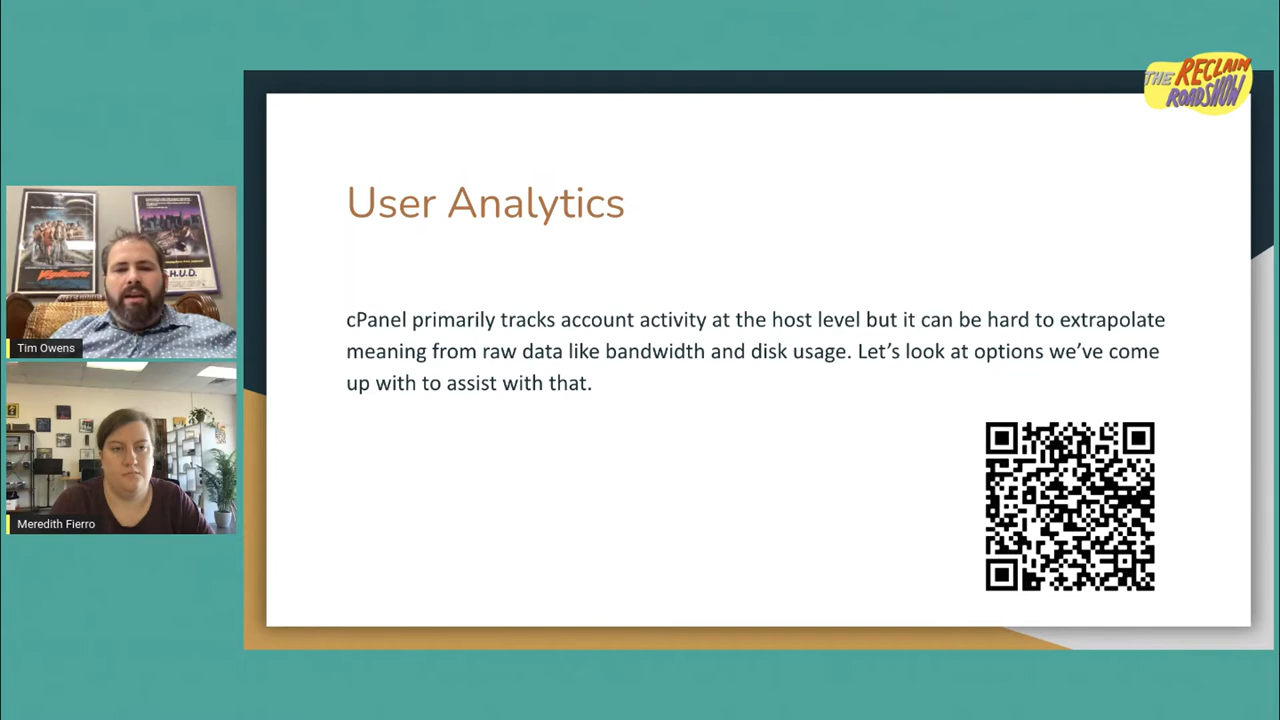 THE RECLAIM
ROADSHOW
User Analytics
cPanel primarily tracks account activity at the host level but it can be hard to extrapolate
meaning from raw data like bandwidth and disk usage. Let’s look at options we’ve come
up with to assist with that.
Tim Owens
Meredith Fierro
C.H.U.D.